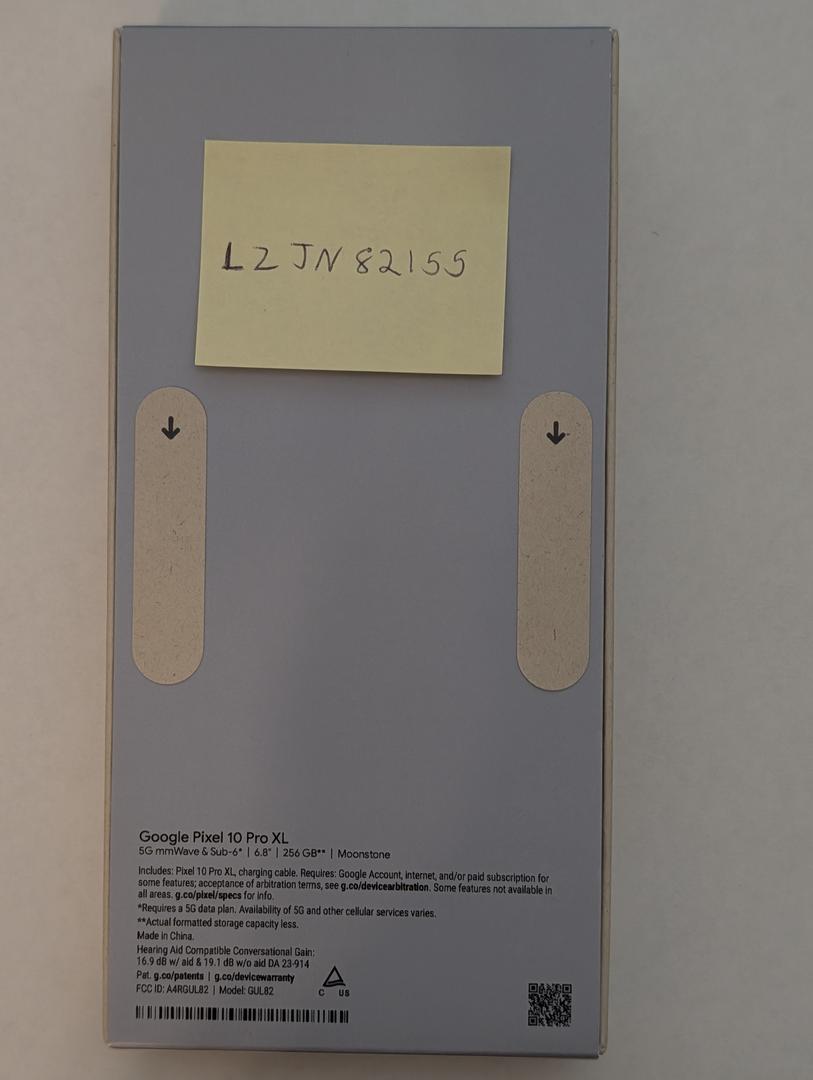 LZJN82155
Google Pixel 10 Pro XL
5G mmWave & Sub-6* | 6.8" | 256 GB** | Moonstone
Includes: Pixel 10 Pro XL, charging cable. Requires: Google Account, internet, and/or paid subscription for
some features; acceptance of arbitration terms, see g.co/devicearbitration. Some features not available in
all areas. g.co/pixel/specs for info.
*Requires a 5G data plan. Availability of 5G and other cellular services varies.
**Actual formatted storage capacity less.
Made in China.
Hearing Aid Compatible Conversational Gain:
16.9 dB w/ aid & 19.1 dB w/o aid DA 23-914
Pat. g.co/patents | g.co/devicewarranty
FCC ID: A4RGUL82 | Model: GUL82
C US